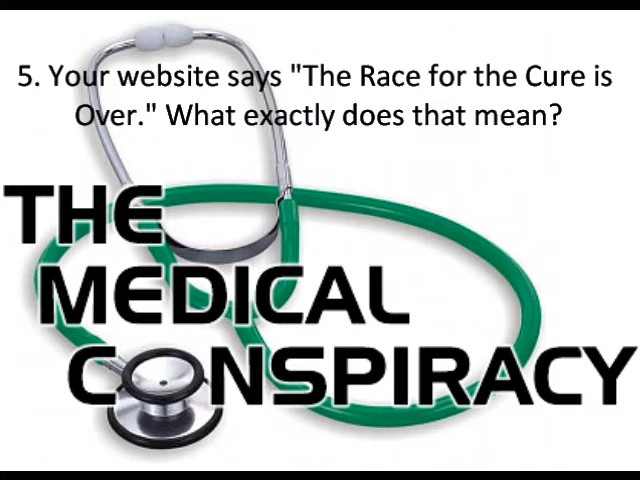 5. Your website says "The Race for the Cure is
Over." What exactly does that mean?
THE
MEDICAL
CONSPIRACY